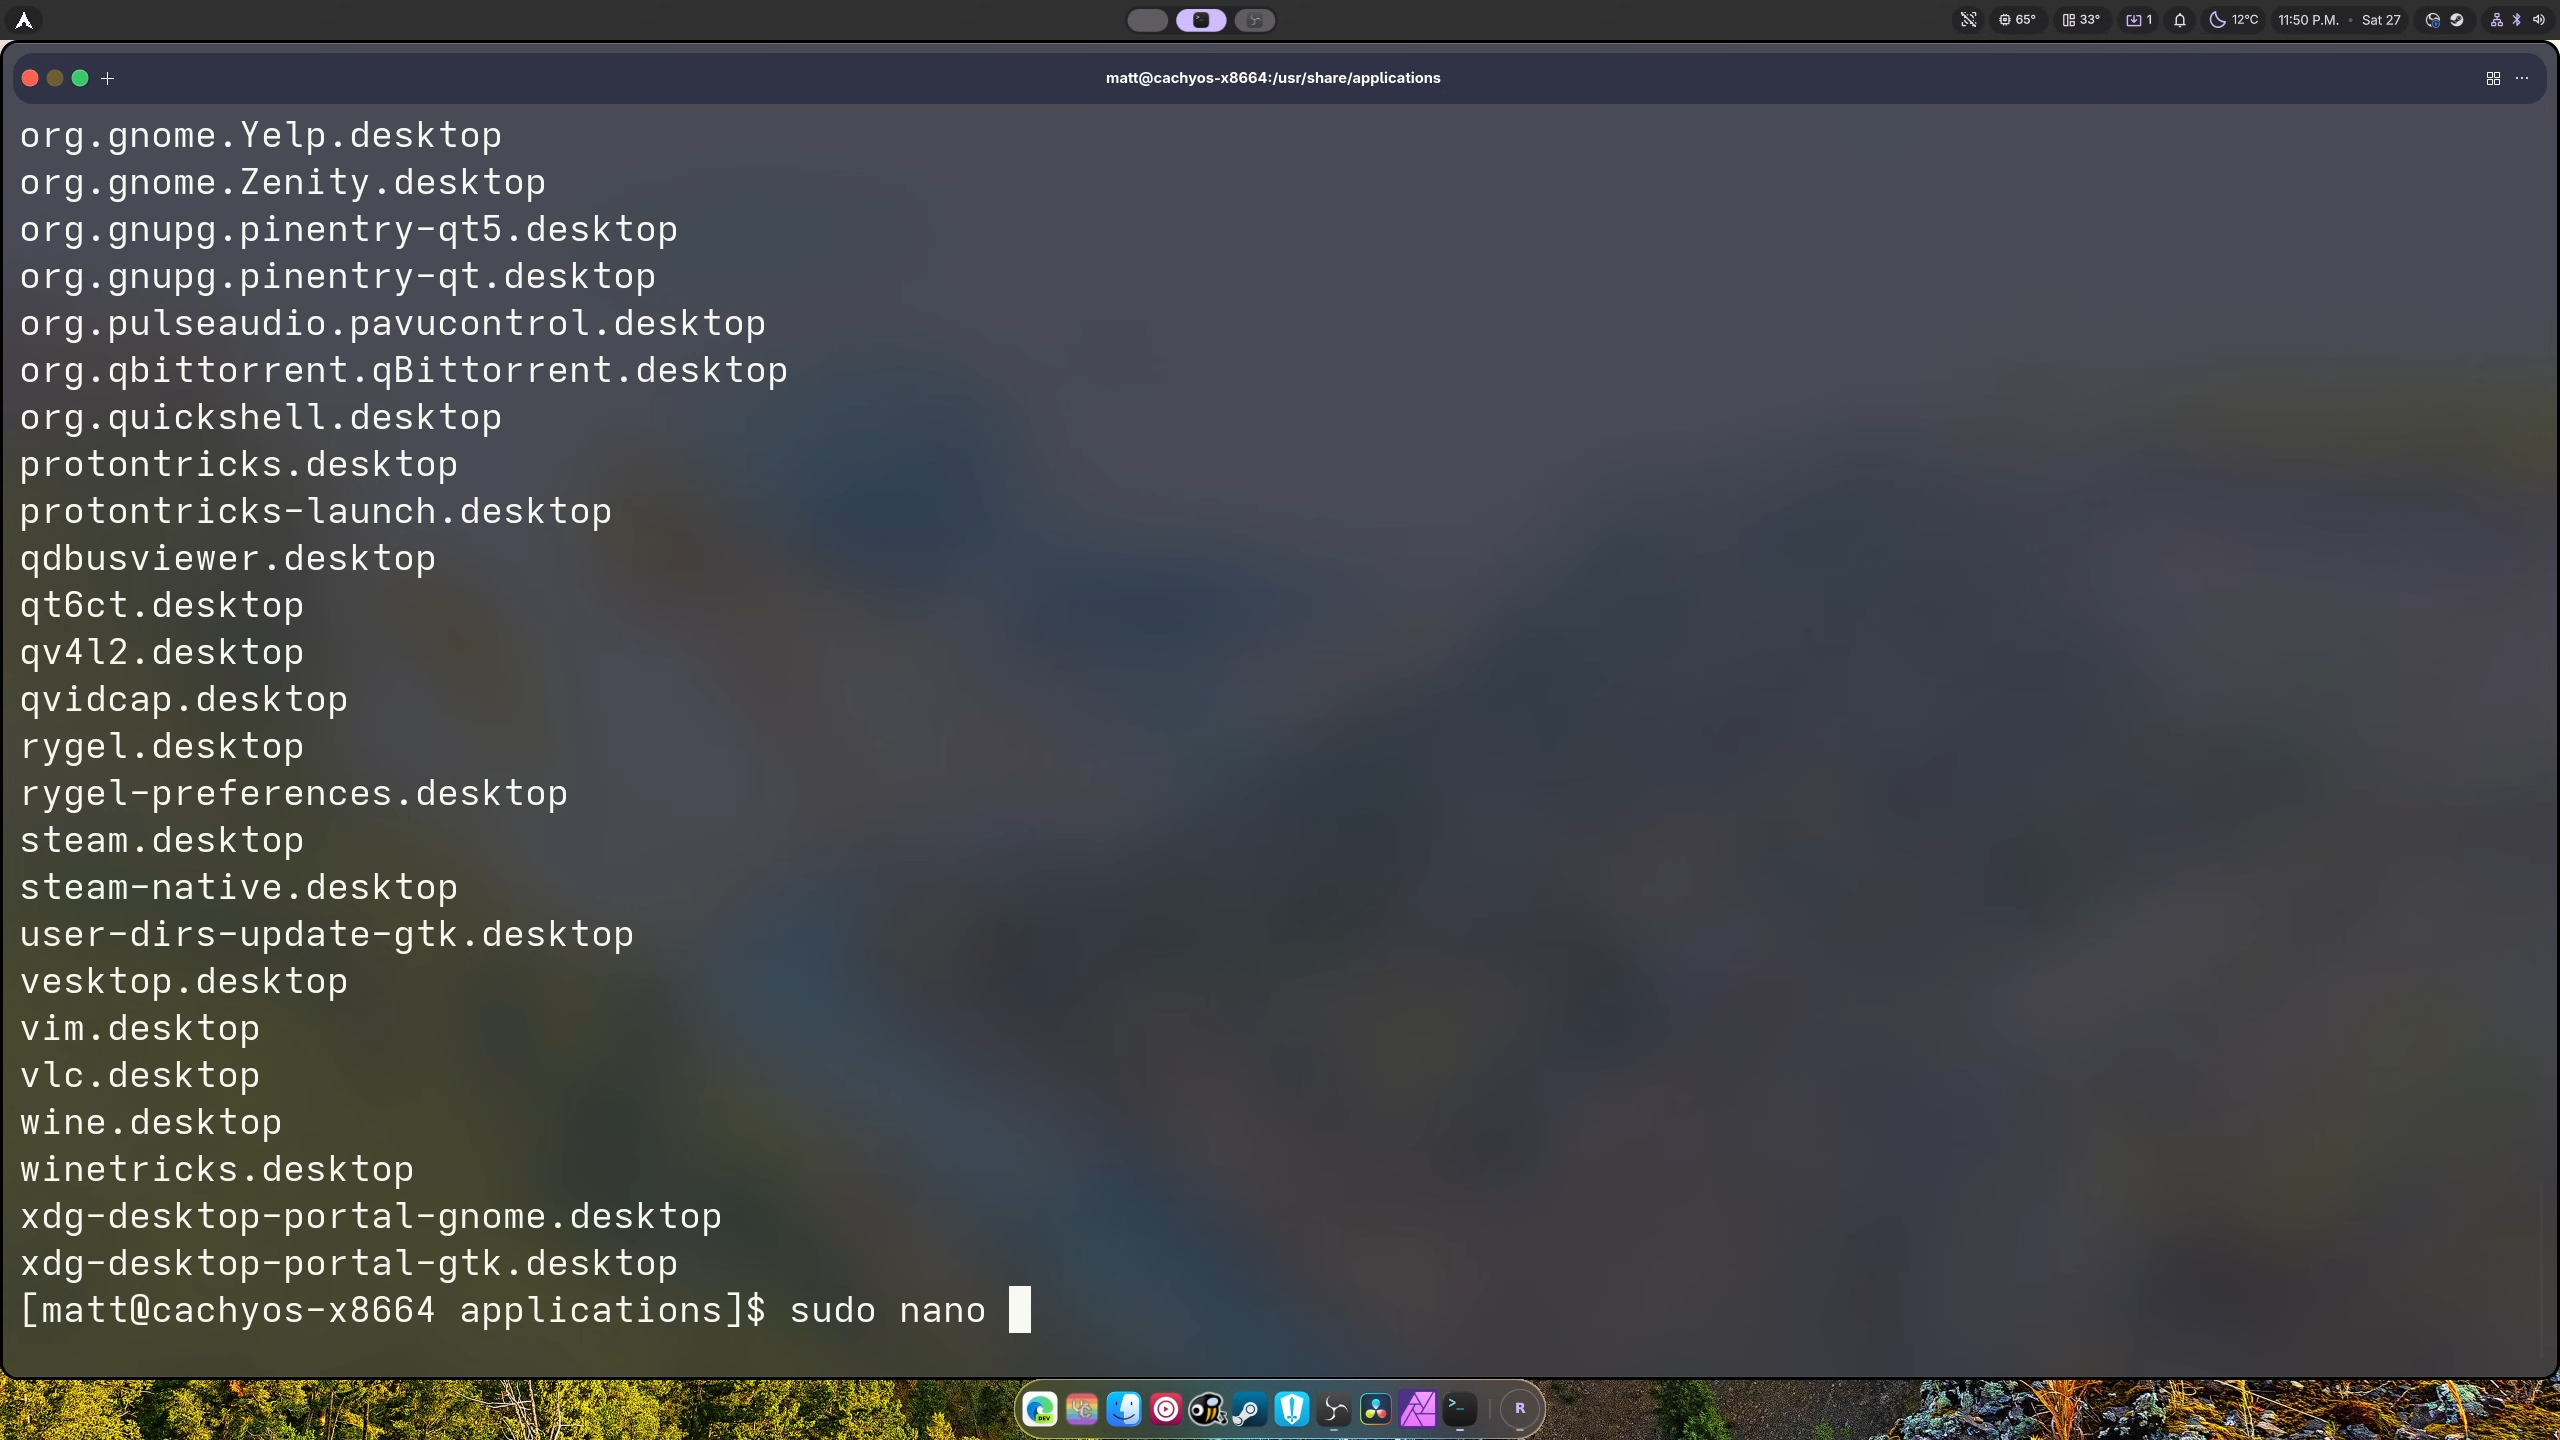 65° 33° 1 12°C 11:50 P.M. • Sat 27
matt@cachyos-x8664:/usr/share/applications
org.gnome.Yelp.desktop
org.gnome.Zenity.desktop
org.gnupg.pinentry-qt5.desktop
org.gnupg.pinentry-qt.desktop
org.pulseaudio.pavucontrol.desktop
org.qbittorrent.qBittorrent.desktop
org.quickshell.desktop
protontricks.desktop
protontricks-launch.desktop
qdbusviewer.desktop
qt6ct.desktop
qv4l2.desktop
qvidcap.desktop
rygel.desktop
rygel-preferences.desktop
steam.desktop
steam-native.desktop
user-dirs-update-gtk.desktop
vesktop.desktop
vim.desktop
vlc.desktop
wine.desktop
winetricks.desktop
xdg-desktop-portal-gnome.desktop
xdg-desktop-portal-gtk.desktop
[matt@cachyos-x8664 applications]$ sudo nano
DEV
R